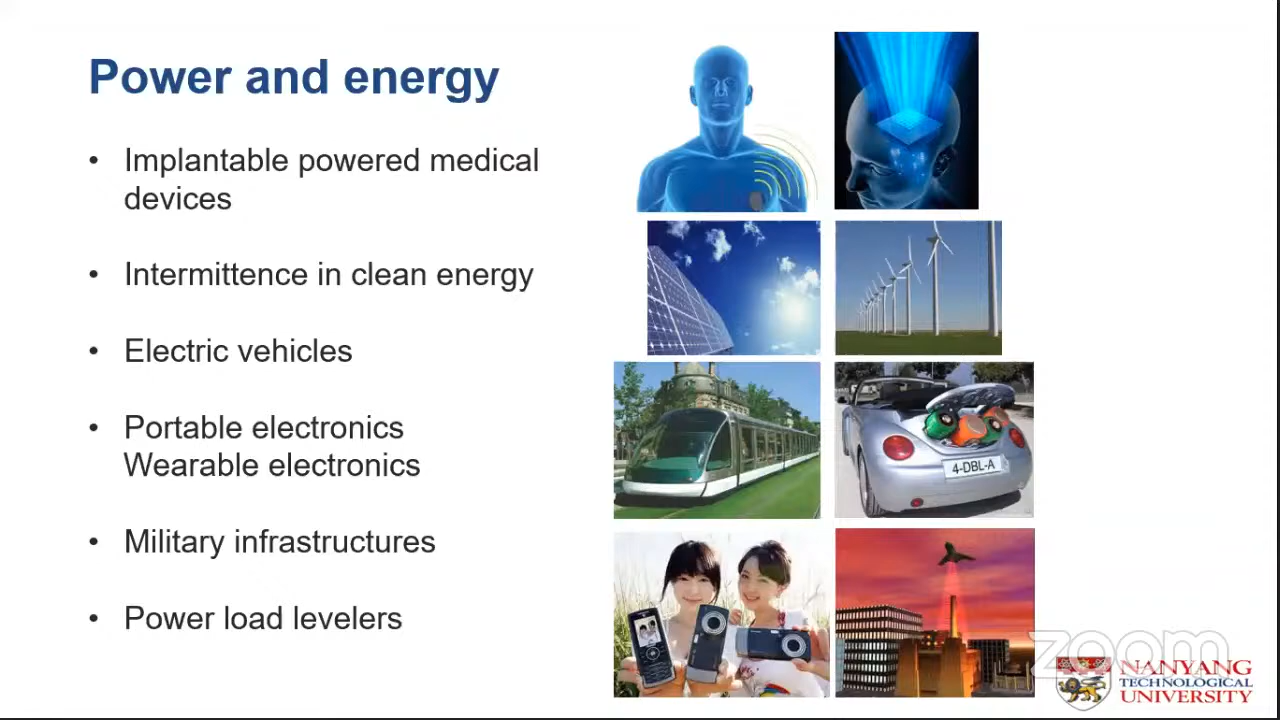 Power and energy
• Implantable powered medical
devices
• Intermittence in clean energy
• Electric vehicles
• Portable electronics
Wearable electronics
• Military infrastructures
• Power load levelers
4-DBL-A
zoom
NANYANG
TECHNOLOGICAL
UNIVERSITY